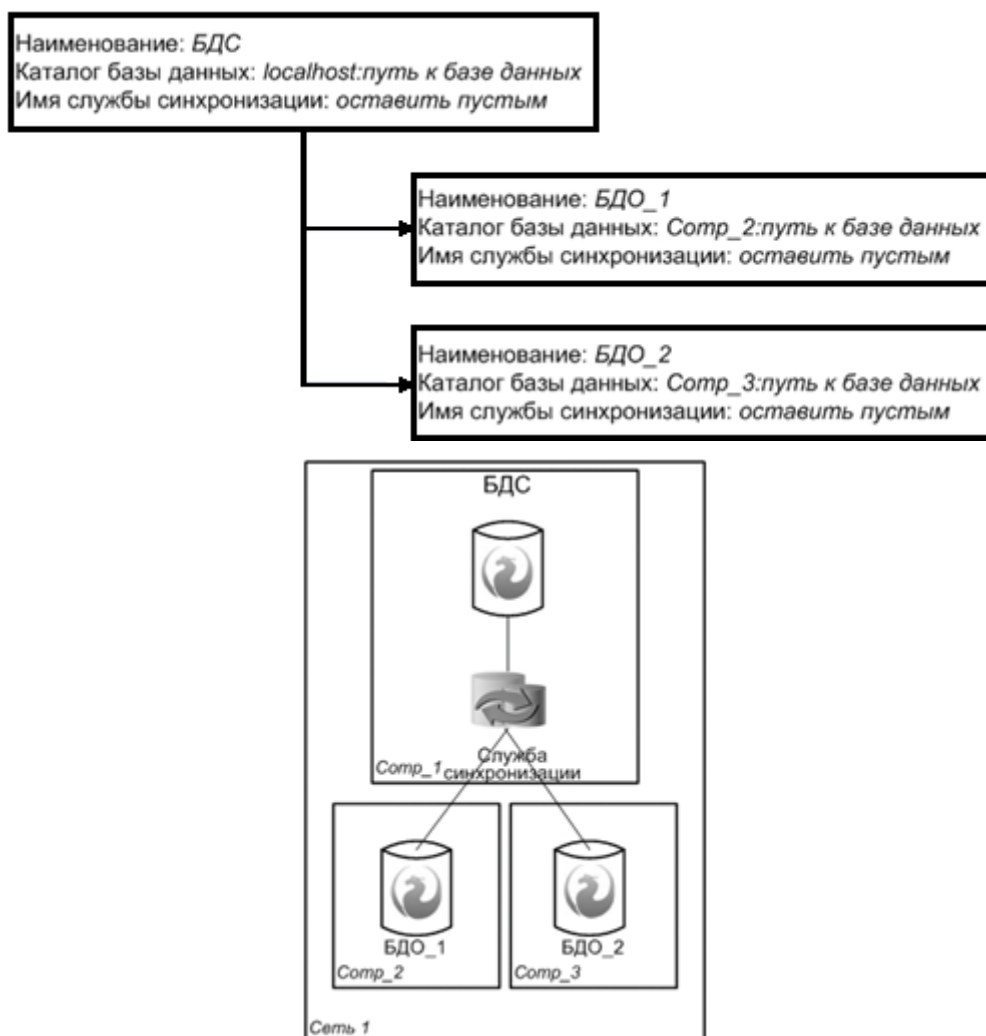 Наименование: БДС
Каталог базы данных: localhost:путь к базе данных
Имя службы синхронизации: оставить пустым
Наименование: БДО_1
Каталог базы данных: Comp_2:путь к базе данных
Имя службы синхронизации: оставить пустым
Наименование: БДО_2
Каталог базы данных: Comp_3:путь к базе данных
Имя службы синхронизации: оставить пустым
БДС
Служба
синхронизации
Comp_1
БДО_1
Comp_2
БДО_2
Comp_3
Сеть 1